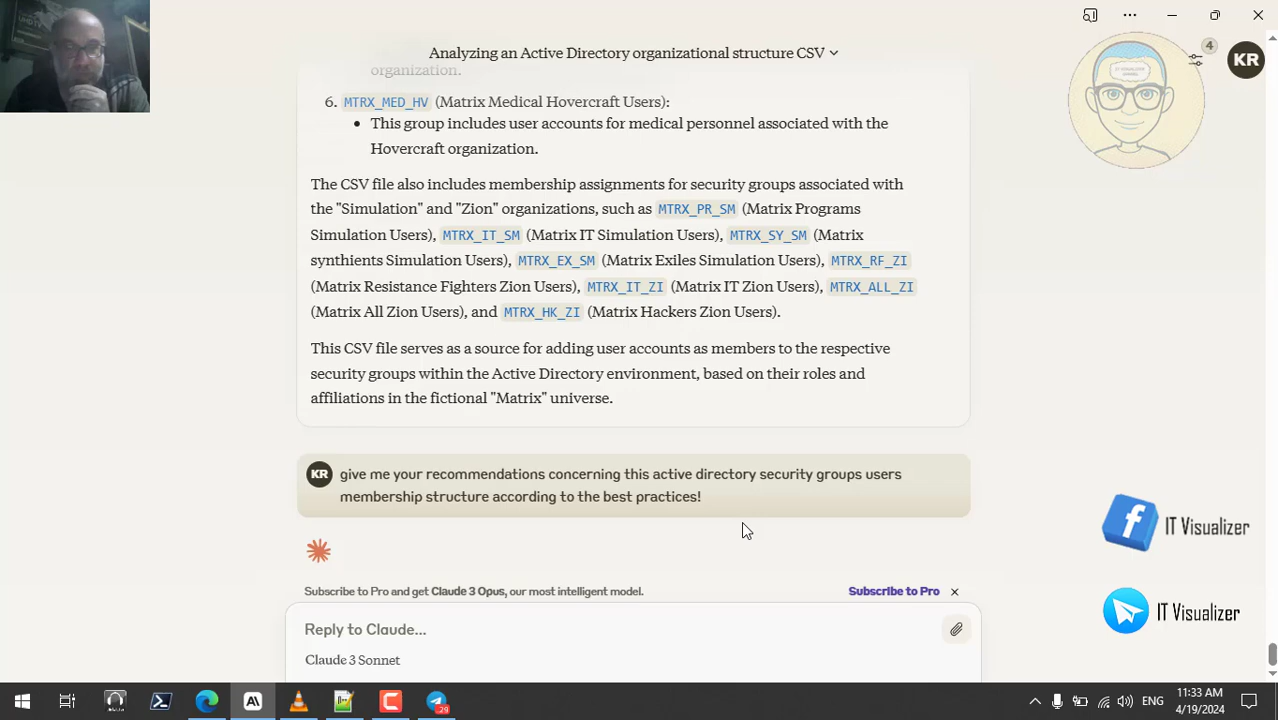 Analyzing an Active Directory organizational structure CSV
4
KR
IT VISUALIZER
organization.
6. MTRX_MED_HV (Matrix Medical Hovercraft Users):
• This group includes user accounts for medical personnel associated with the
Hovercraft organization.
The CSV file also includes membership assignments for security groups associated with
the "Simulation" and "Zion" organizations, such as MTRX_PR_SM (Matrix Programs
Simulation Users), MTRX_IT_SM (Matrix IT Simulation Users), MTRX_SY_SM (Matrix
synthients Simulation Users), MTRX_EX_SM (Matrix Exiles Simulation Users), MTRX_RF_ZI
(Matrix Resistance Fighters Zion Users), MTRX_IT_ZI (Matrix IT Zion Users), MTRX_ALL_ZI
(Matrix All Zion Users), and MTRX_HK_ZI (Matrix Hackers Zion Users).
This CSV file serves as a source for adding user accounts as members to the respective
security groups within the Active Directory environment, based on their roles and
affiliations in the fictional "Matrix" universe.
KR give me your recommendations concerning this active directory security groups users
membership structure according to the best practices!
IT Visualizer
Subscribe to Pro and get Claude 3 Opus, our most intelligent model.
Subscribe to Pro
IT Visualizer
Reply to Claude...
Claude 3 Sonnet
29
ENG
11:33 AM
4/19/2024